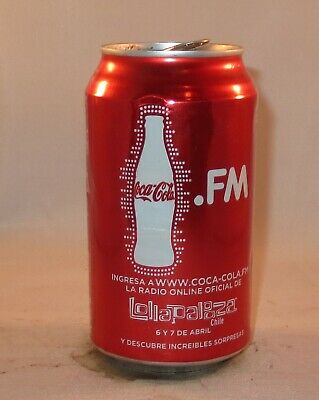 Coca-Cola
.FM
INGRESA A WWW.COCA-COLA.FM
LA RADIO ONLINE OFICIAL DE
Lollapalooza
Chile
6 Y 7 DE ABRIL
Y DESCUBRE INCREIBLES SORPRESAS